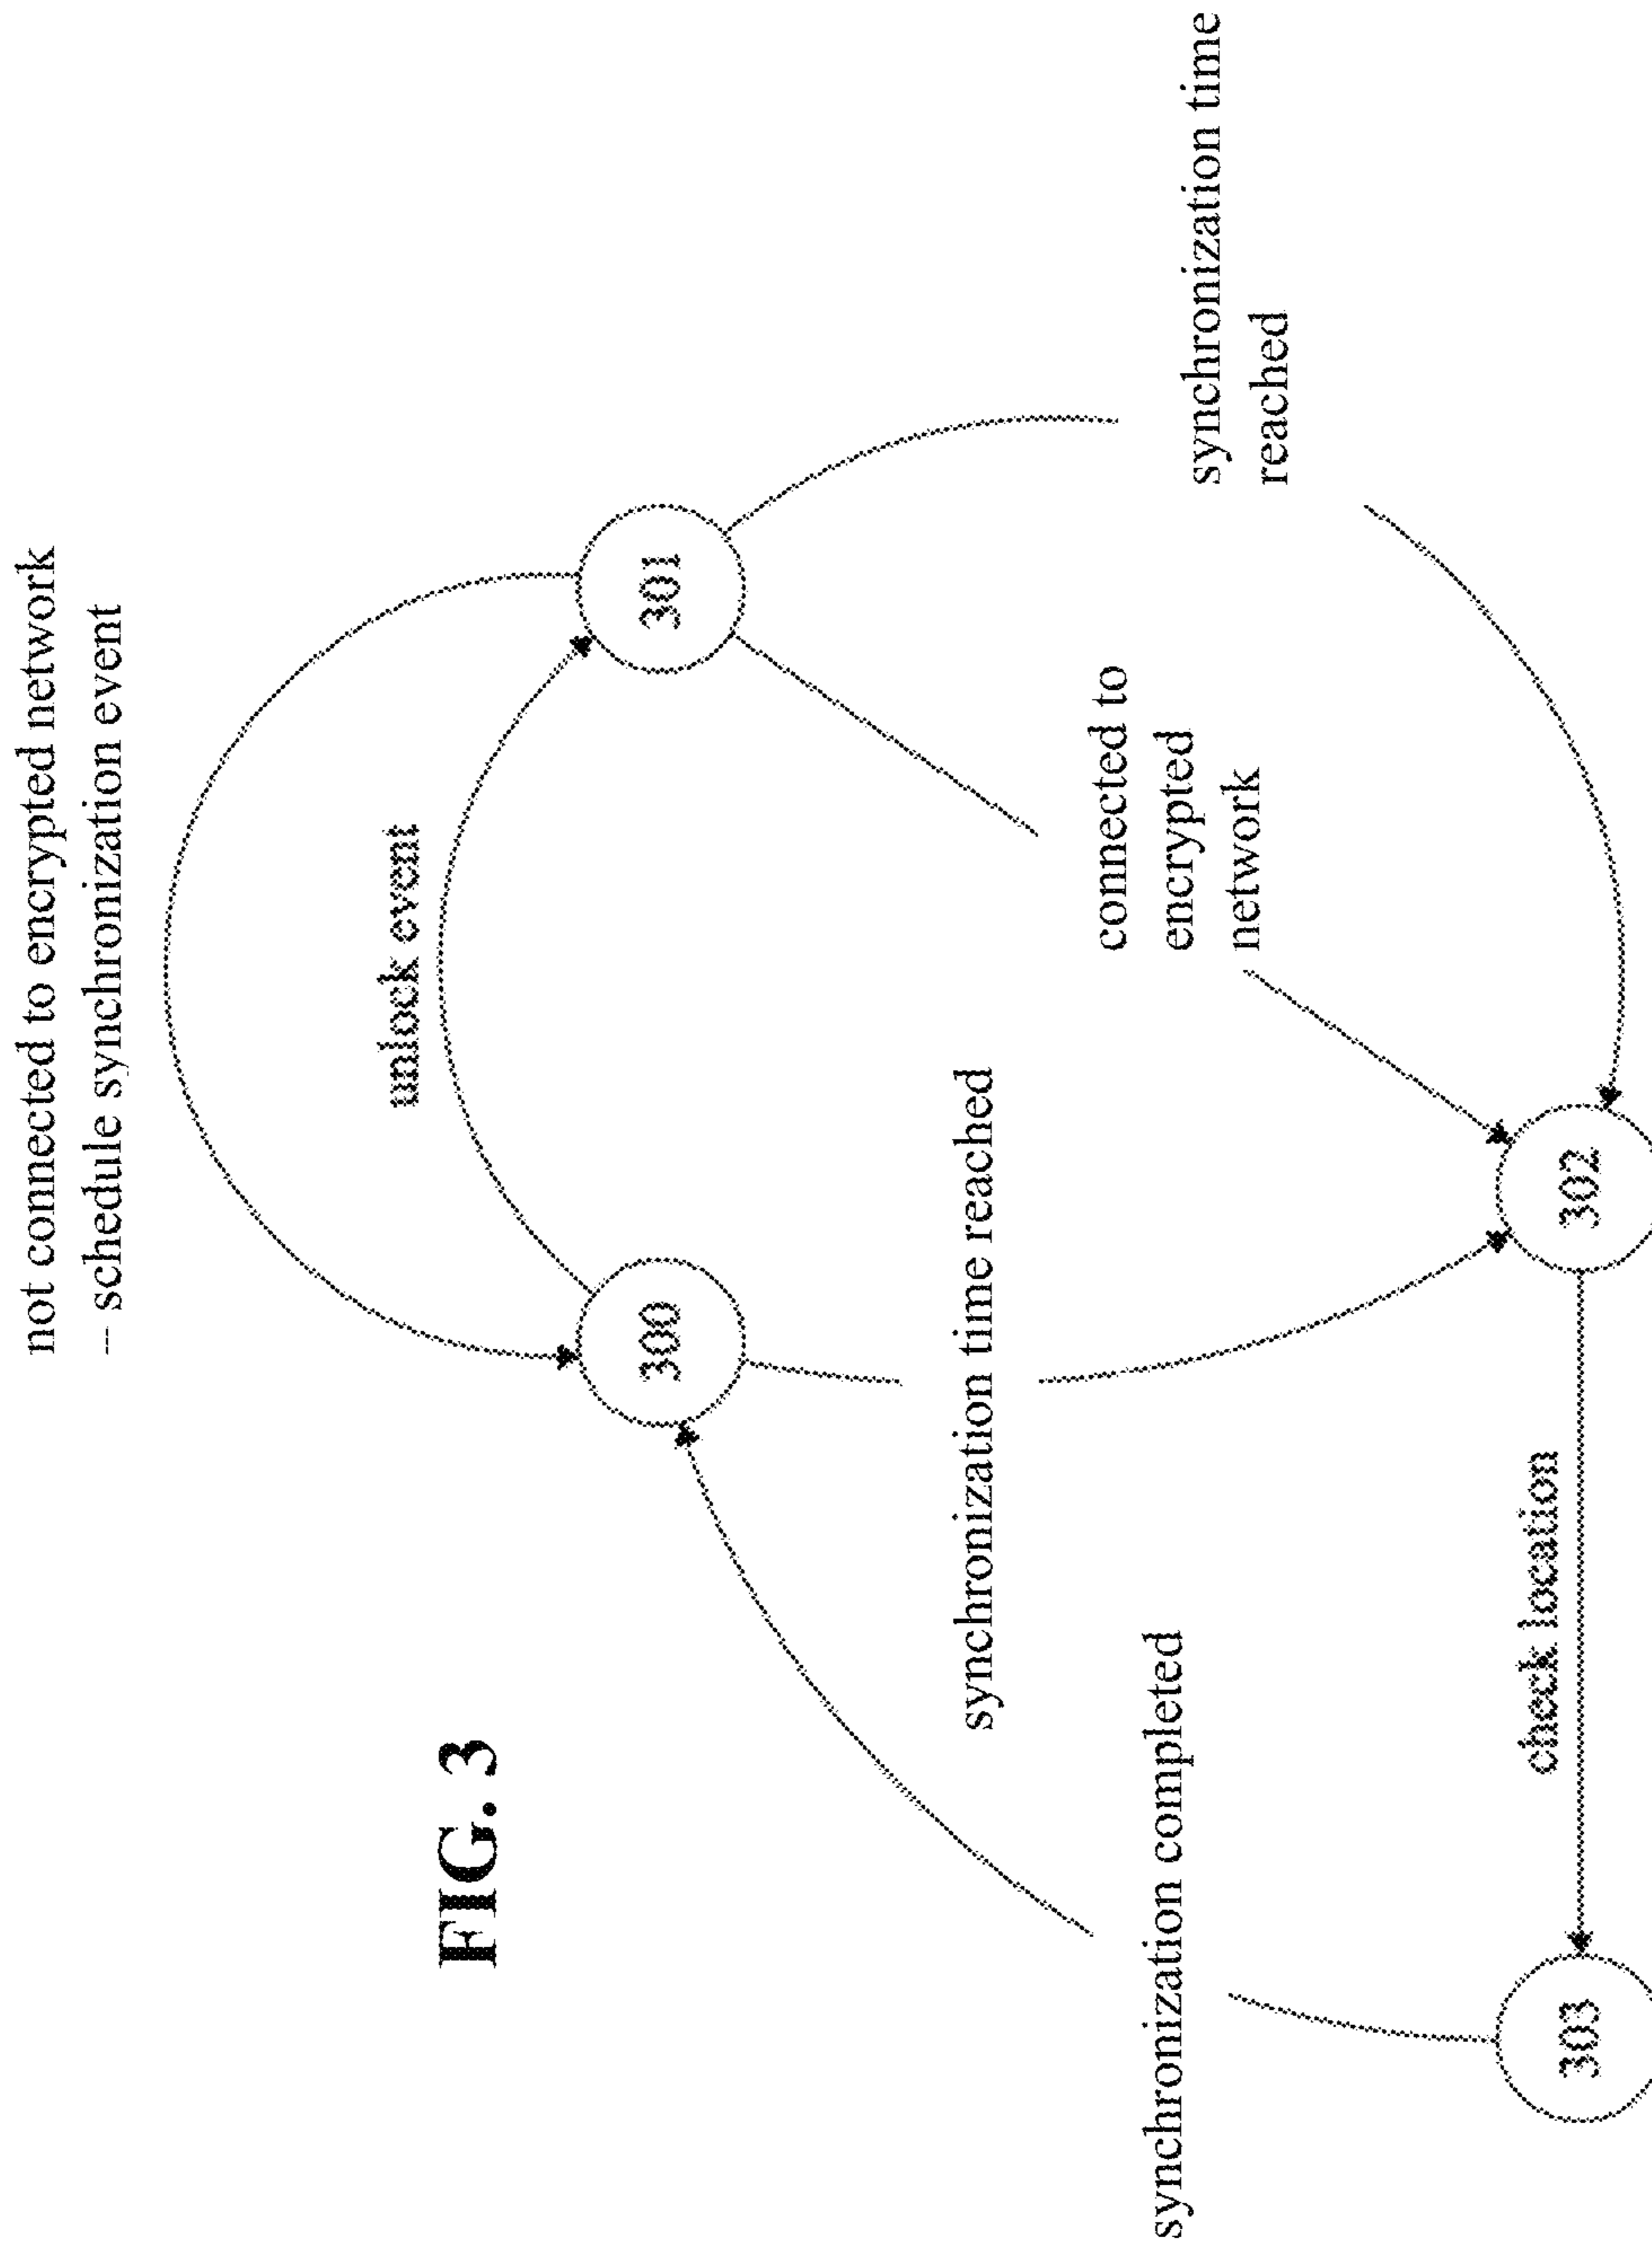 not connected to encrypted network
– schedule synchronization event
unlock event
FIG. 3
300
301
synchronization time reached
connected to
encrypted
network
synchronization time
reached
synchronization completed
check location
303
302